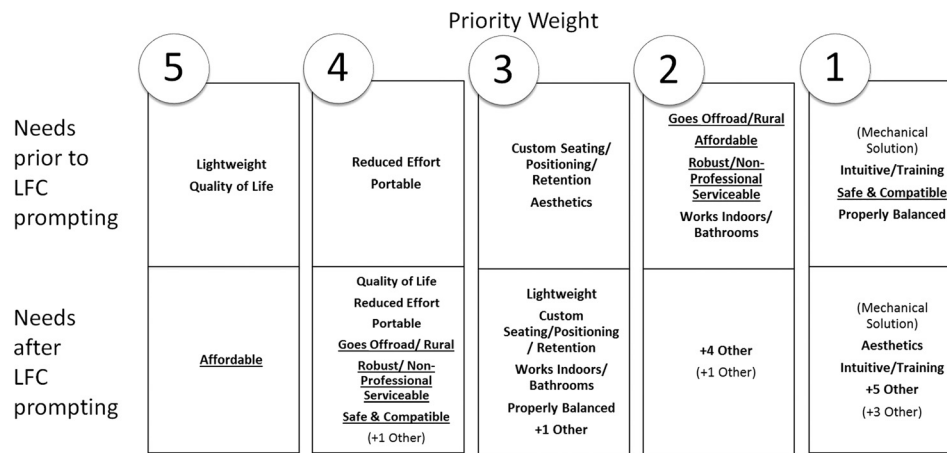 Priority Weight
5
4
3
2
1
Needs
prior to
LFC
prompting
Lightweight
Quality of Life
Reduced Effort
Portable
Custom Seating/
Positioning/
Retention
Aesthetics
Goes Offroad/Rural
Affordable
Robust/Non-
Professional
Serviceable
Works Indoors/
Bathrooms
(Mechanical
Solution)
Intuitive/Training
Safe & Compatible
Properly Balanced
Needs
after
LFC
prompting
Affordable
Quality of Life
Reduced Effort
Portable
Goes Offroad/ Rural
Robust/ Non-
Professional
Serviceable
Safe & Compatible
(+1 Other)
Lightweight
Custom
Seating/Positioning
/ Retention
Works Indoors/
Bathrooms
Properly Balanced
+1 Other
+4 Other
(+1 Other)
(Mechanical
Solution)
Aesthetics
Intuitive/Training
+5 Other
(+3 Other)